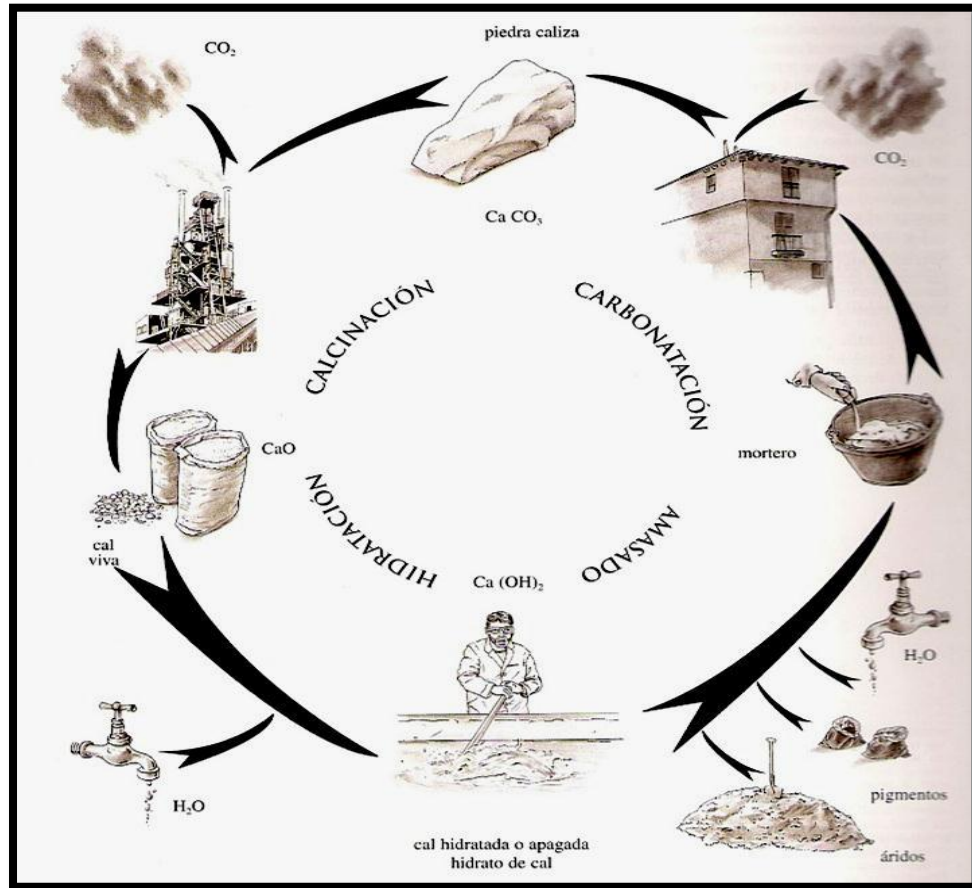 CO₂
piedra caliza
Ca CO₃
CO₂
CALCINACIÓN
CARBONATACIÓN
CaO
mortero
cal
viva
HIDRATACIÓN
AMASADO
Ca (OH)₂
H₂O
H₂O
pigmentos
cal hidratada o apagada
hidrato de cal
áridos